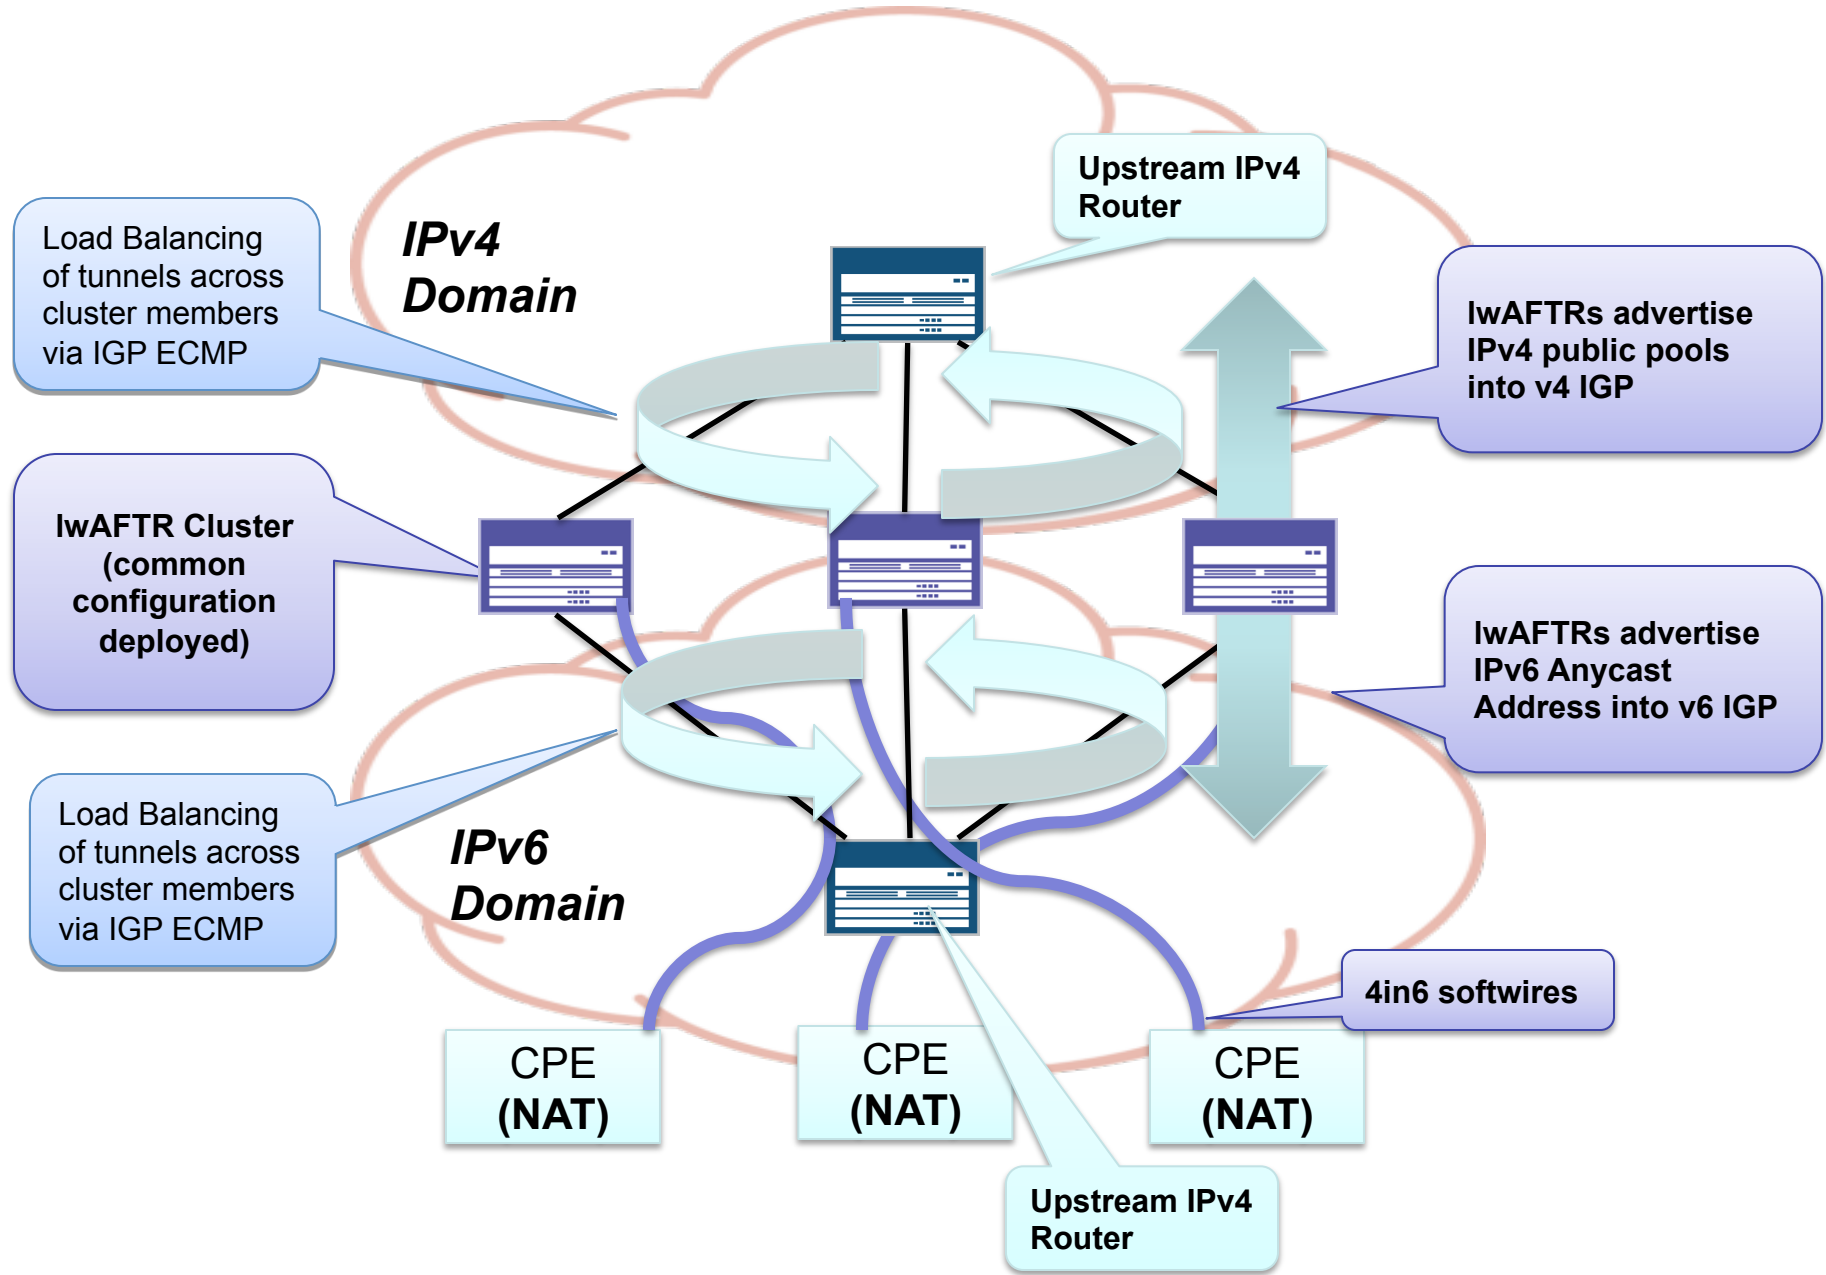 Upstream IPv4
Router
Load Balancing
of tunnels across
cluster members
via IGP ECMP
IPv4
Domain
lwAFTRs advertise
IPv4 public pools
into v4 IGP
lwAFTR Cluster
(common
configuration
deployed)
lwAFTRs advertise
IPv6 Anycast
Address into v6 IGP
Load Balancing
of tunnels across
cluster members
via IGP ECMP
IPv6
Domain
4in6 softwires
CPE
(NAT)
CPE
(NAT)
CPE
(NAT)
Upstream IPv4
Router